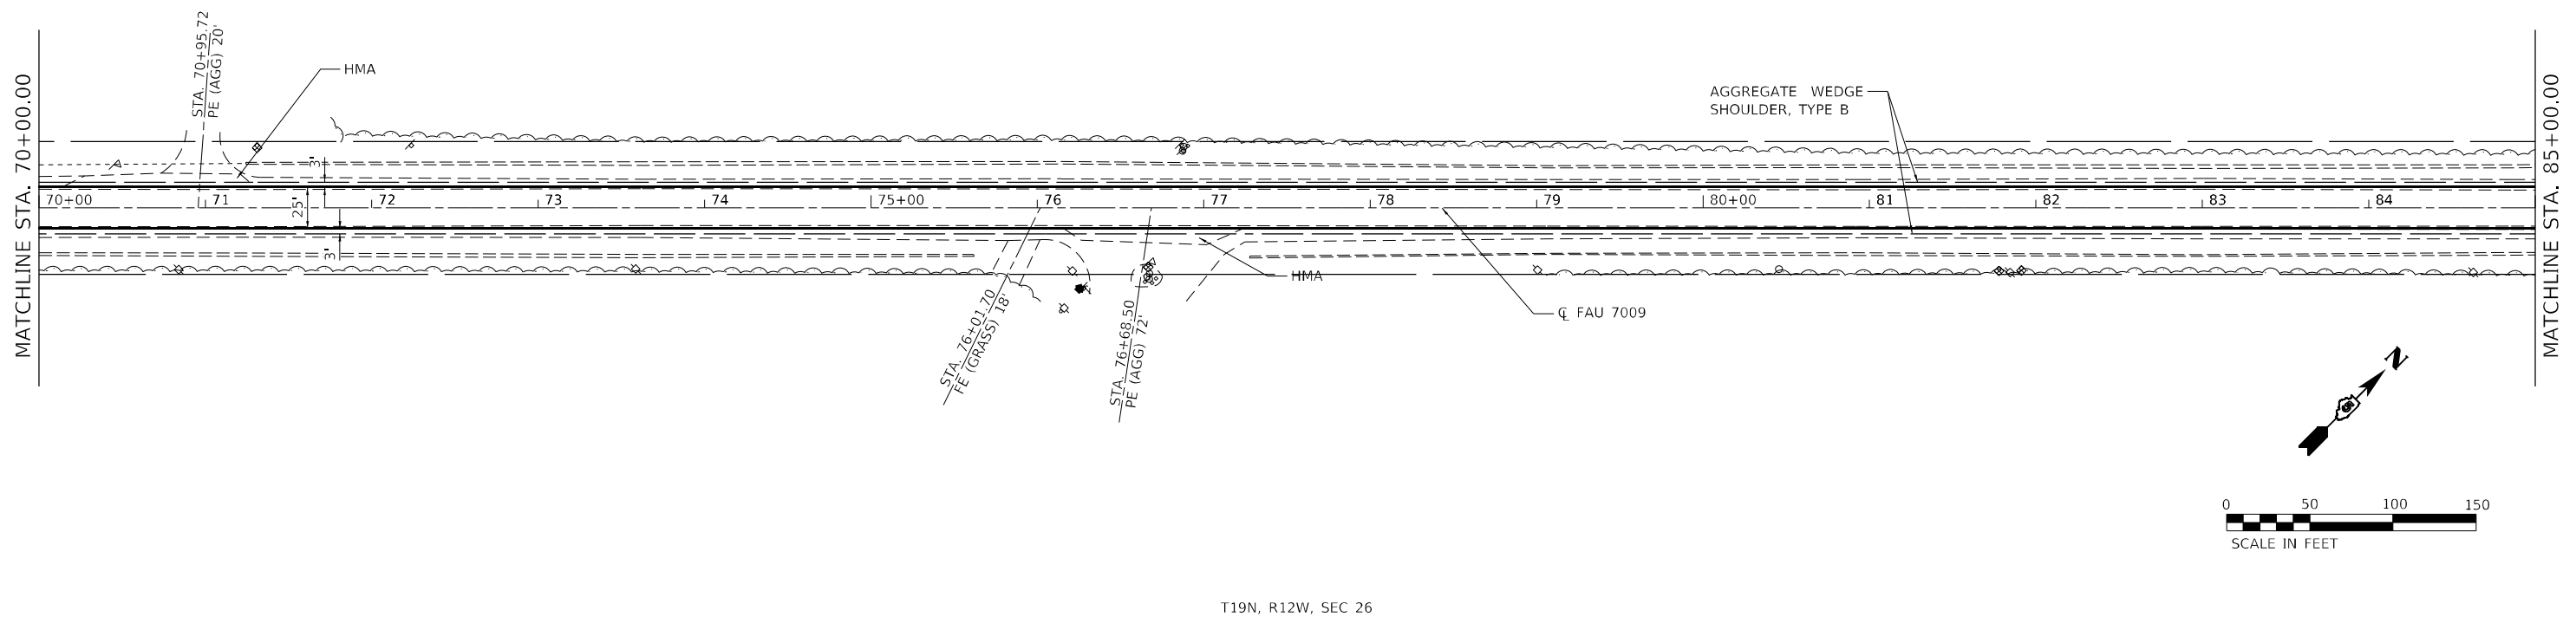 MATCHLINE STA. 70+00.00
STA. 70+95.72
PE (AGG) 20'
HMA
3'
AGGREGATE WEDGE
SHOULDER, TYPE B
70+00 71 72 73 74 75+00 76 77 78 79 80+00 81 82 83 84
25'
3'
STA. 76+01.70
FE (GRASS) 18'
STA. 76+68.50
PE (AGG) 72'
HMA
℄ FAU 7009
MATCHLINE STA. 85+00.00
N
0 50 100 150
SCALE IN FEET
T19N, R12W, SEC 26